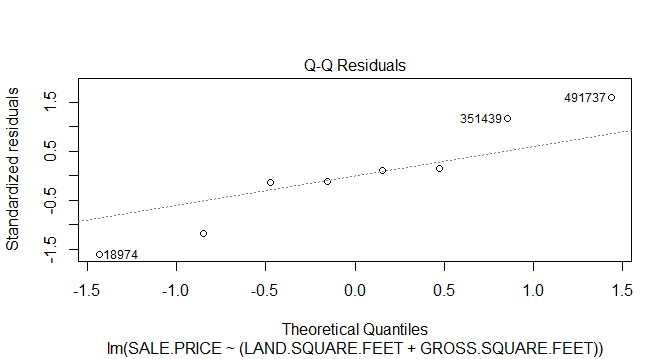 Q-Q Residuals
Standardized residuals
1.5
0.5
-0.5
-1.5
491737
351439
18974
-1.5 -1.0 -0.5 0.0 0.5 1.0 1.5
Theoretical Quantiles
lm(SALE.PRICE ~ (LAND.SQUARE.FEET + GROSS.SQUARE.FEET))